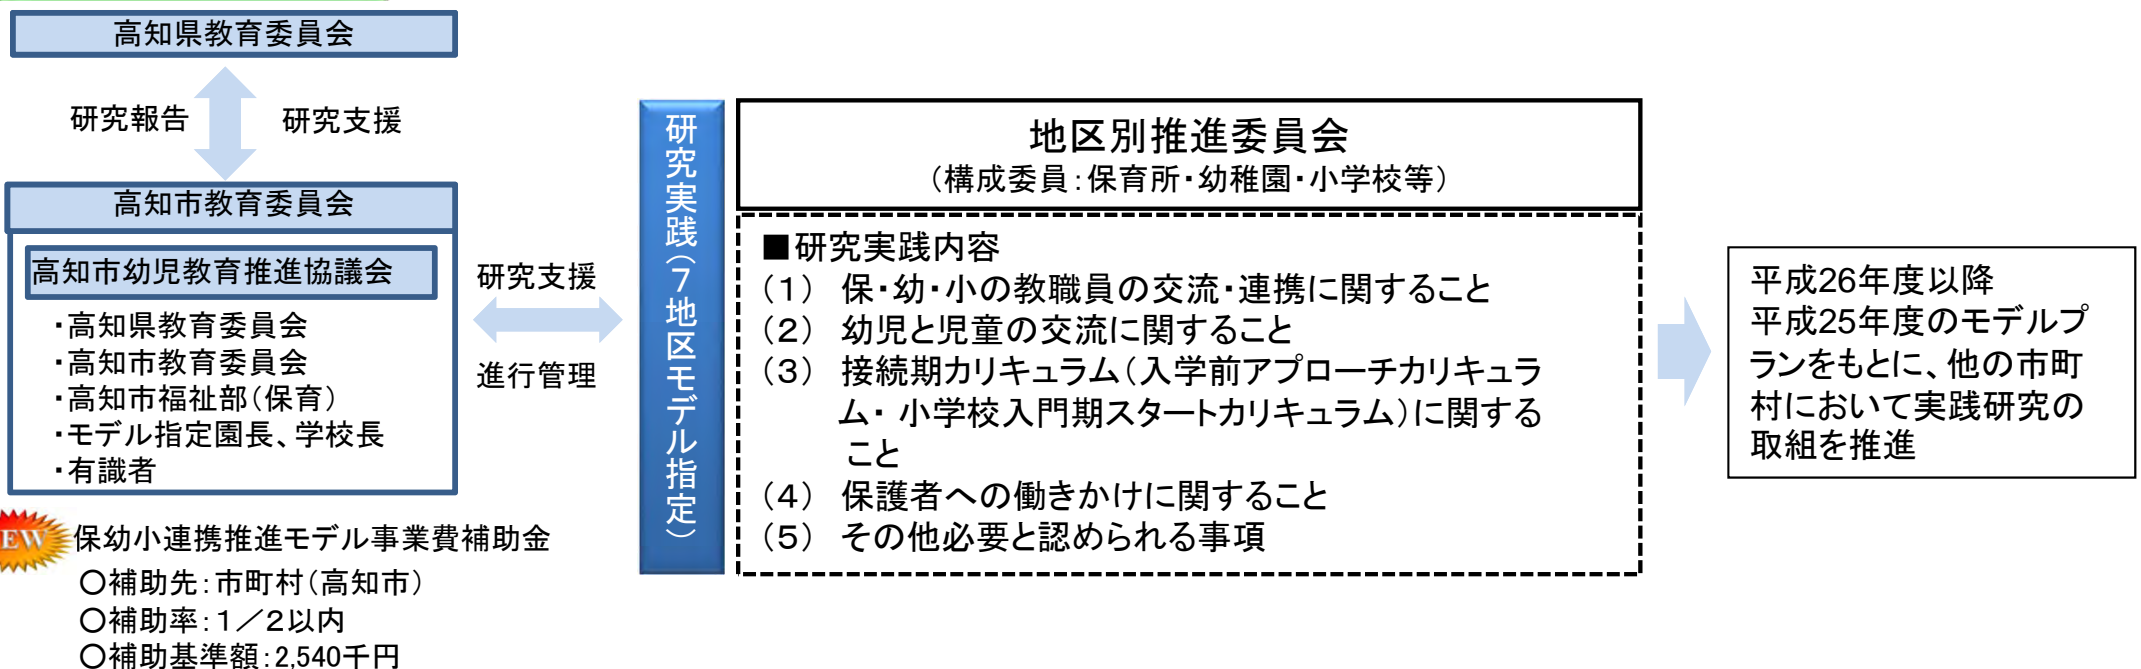 高知県教育委員会
研究報告
研究支援
高知市教育委員会
高知市幼児教育推進協議会
・高知県教育委員会
・高知市教育委員会
・高知市福祉部（保育）
・モデル指定園長、学校長
・有識者
研究支援
進行管理
EW
保幼小連携推進モデル事業費補助金
〇補助先：市町村（高知市）
〇補助率：１／２以内
〇補助基準額：2,540千円
研究実践（７地区モデル指定）
地区別推進委員会
（構成委員：保育所・幼稚園・小学校等）
■研究実践内容
（１） 保・幼・小の教職員の交流・連携に関すること
（２） 幼児と児童の交流に関すること
（３） 接続期カリキュラム（入学前アプローチカリキュラ
ム・ 小学校入門期スタートカリキュラム）に関する
こと
（４） 保護者への働きかけに関すること
（５） その他必要と認められる事項
平成26年度以降
平成25年度のモデルプ
ランをもとに、他の市町
村において実践研究の
取組を推進